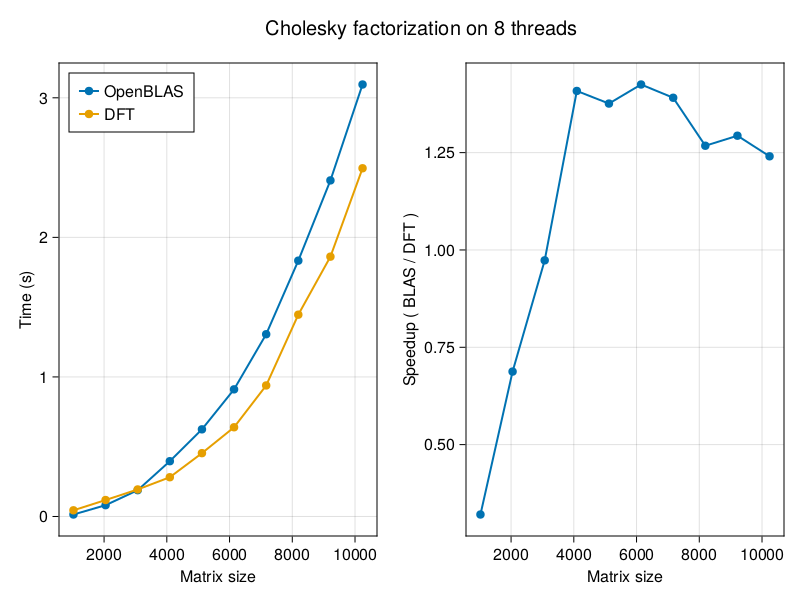 Cholesky factorization on 8 threads
OpenBLAS
DFT
3
2
1
0
Time (s)
2000 4000 6000 8000 10000
Matrix size
1.25
1.00
0.75
0.50
Speedup ( BLAS / DFT )
2000 4000 6000 8000 10000
Matrix size